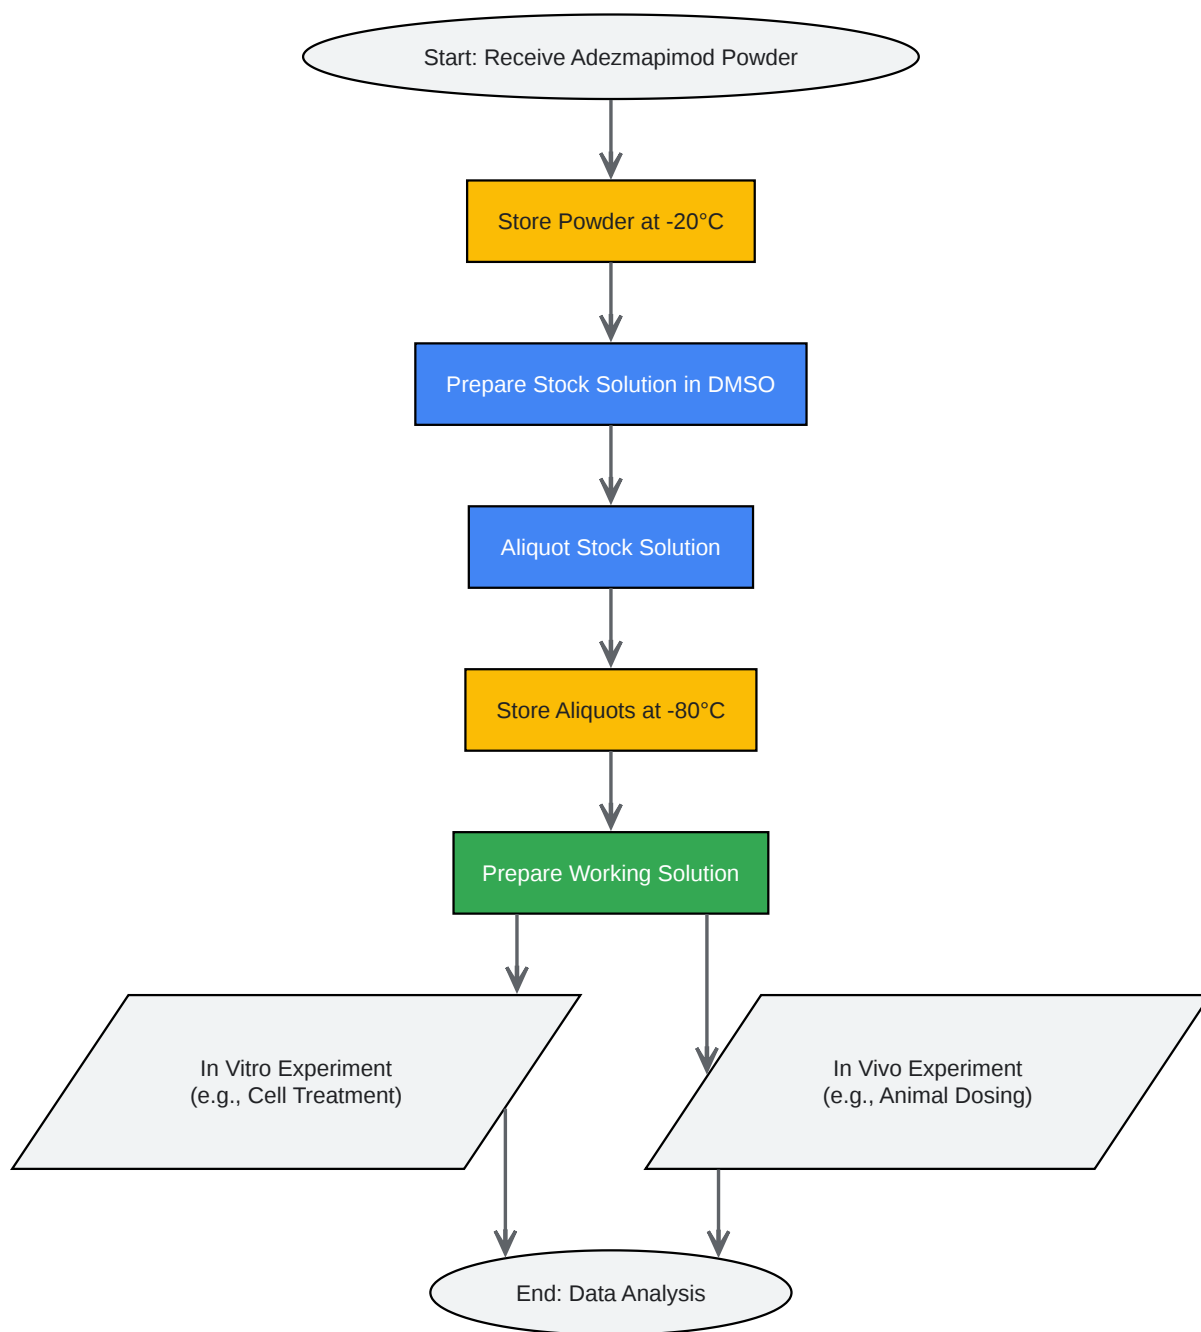 Start: Receive Adezmapimod Powder
Store Powder at -20°C
Prepare Stock Solution in DMSO
Aliquot Stock Solution
Store Aliquots at -80°C
Prepare Working Solution
In Vitro Experiment
(e.g., Cell Treatment)
In Vivo Experiment
(e.g., Animal Dosing)
End: Data Analysis